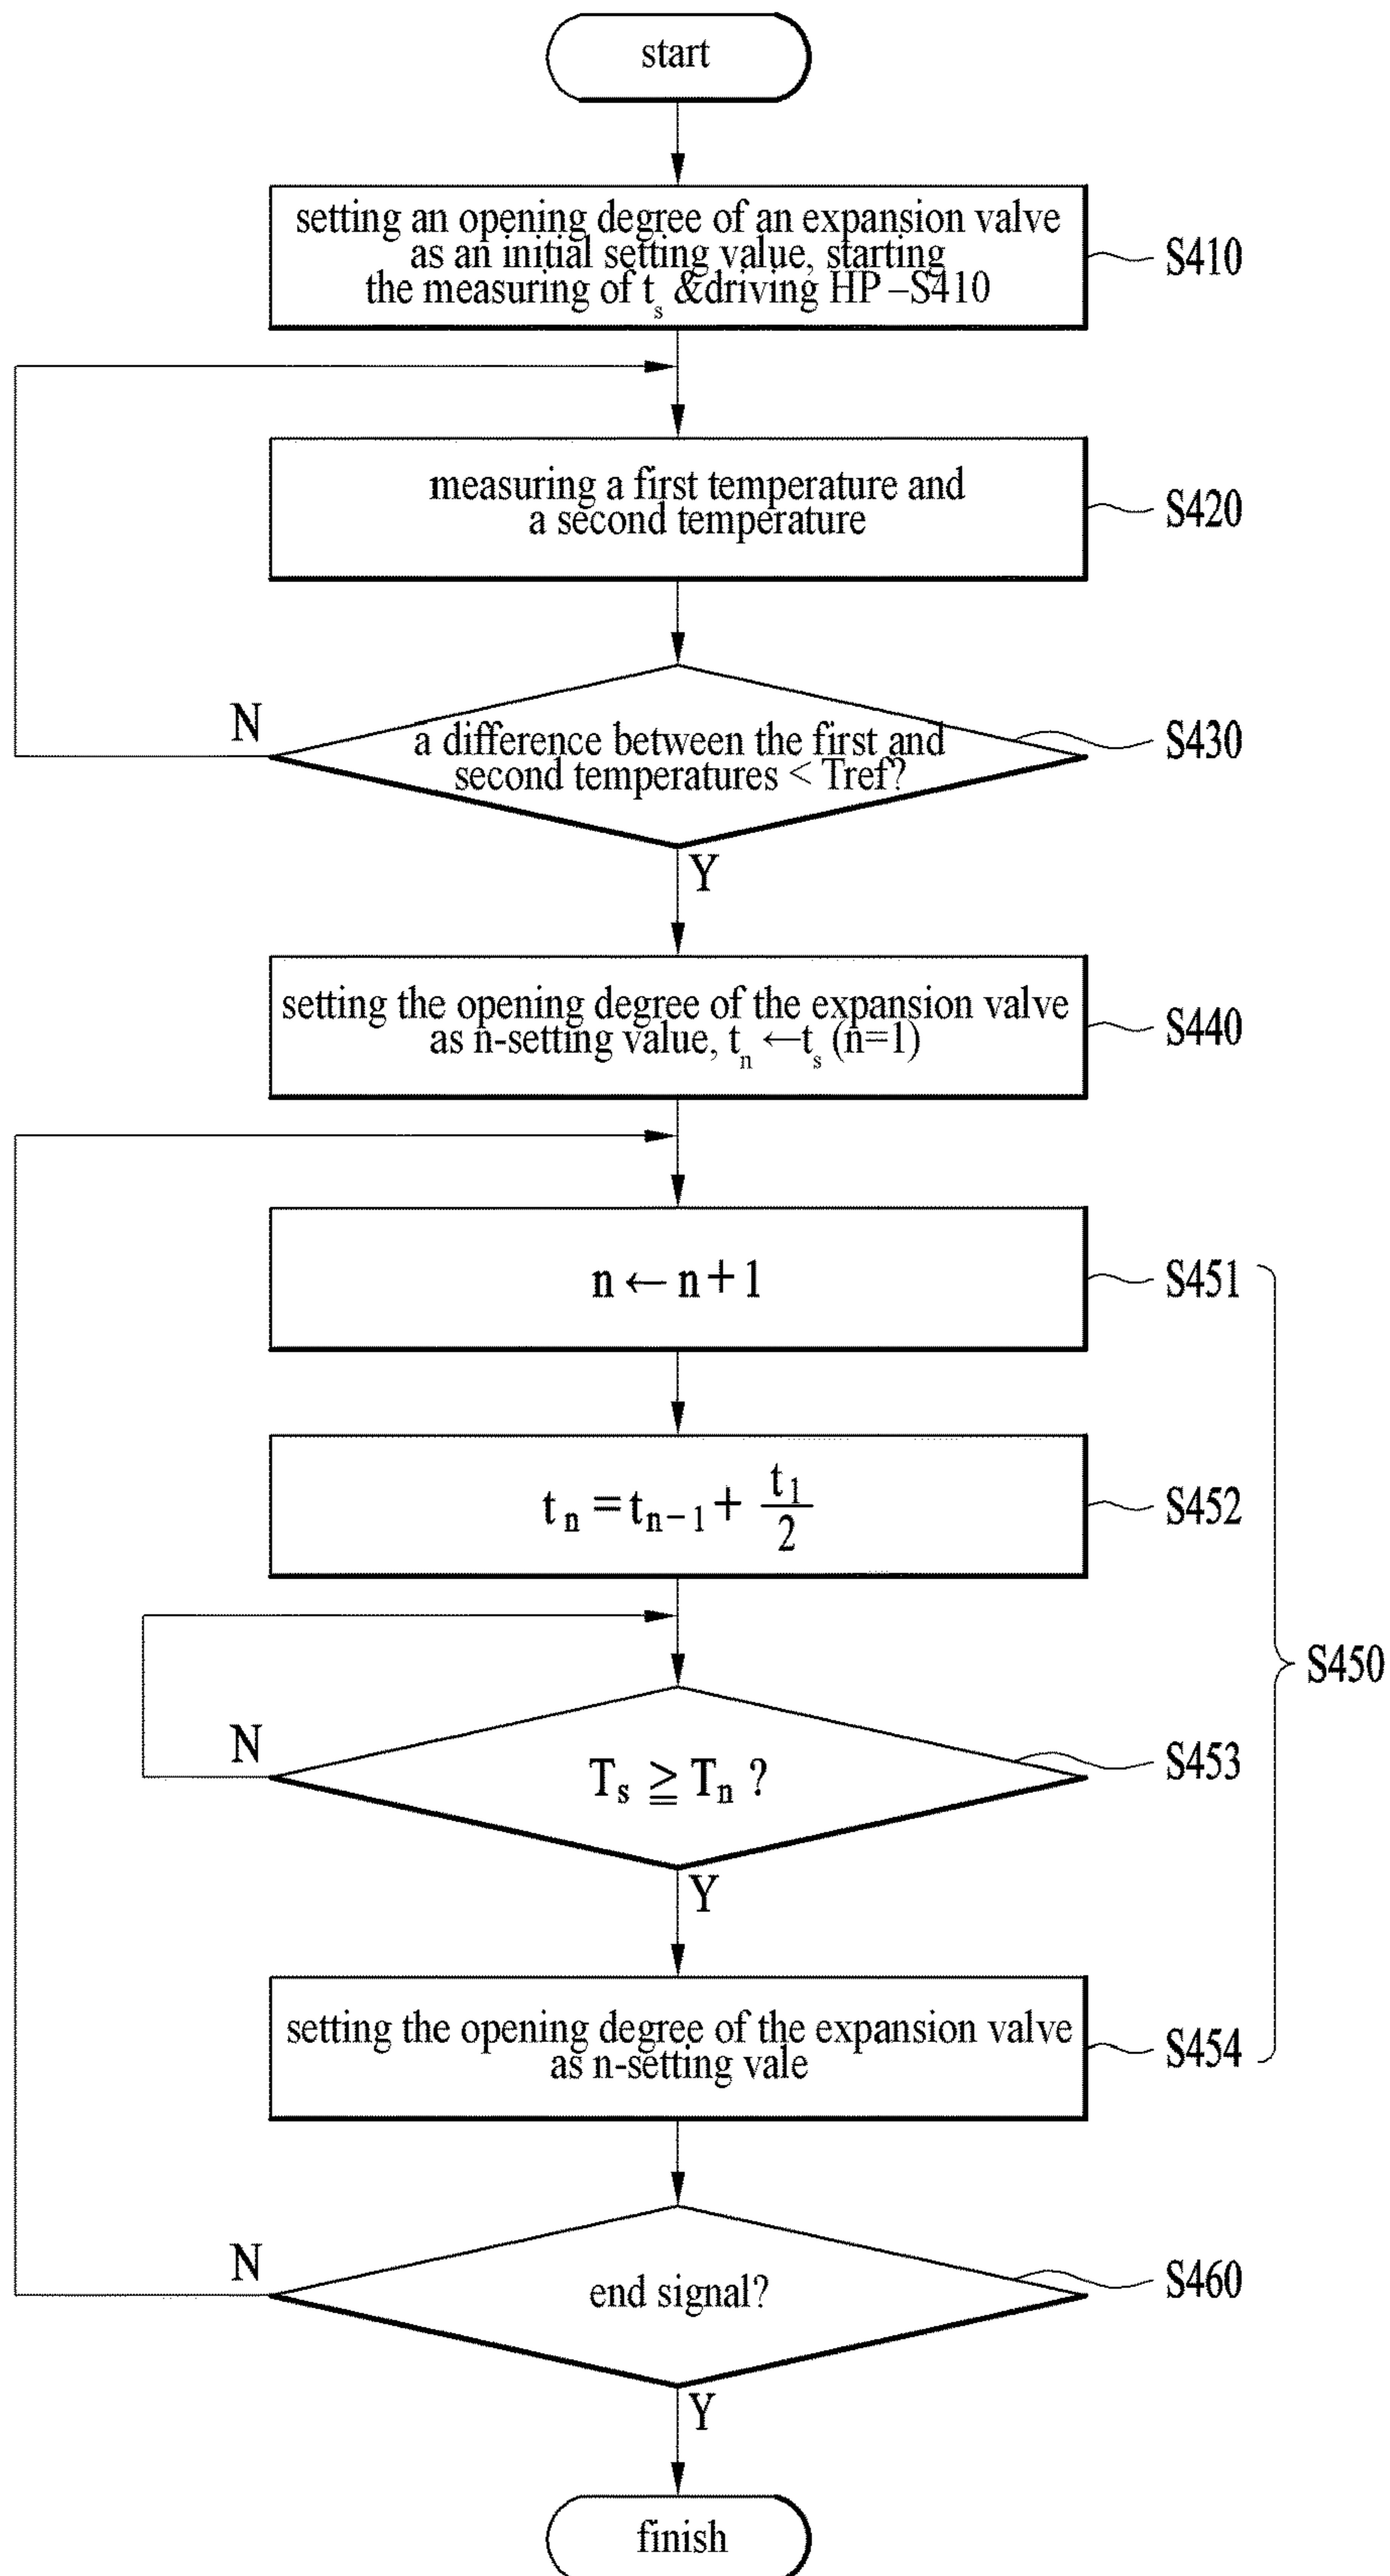 start
setting an opening degree of an expansion valve
as an initial setting value, starting
the measuring of tₛ &driving HP –S410
S410
measuring a first temperature and
a second temperature
S420
N
a difference between the first and
second temperatures < Tref?
S430
Y
setting the opening degree of the expansion valve
as n-setting value, tₙ ←tₛ (n=1)
S440
n ← n+1
S451
tₙ = tₙ₋₁ + t₁/2
S452
S450
N
Tₛ ≧ Tₙ ?
S453
Y
setting the opening degree of the expansion valve
as n-setting vale
S454
N
end signal?
S460
Y
finish